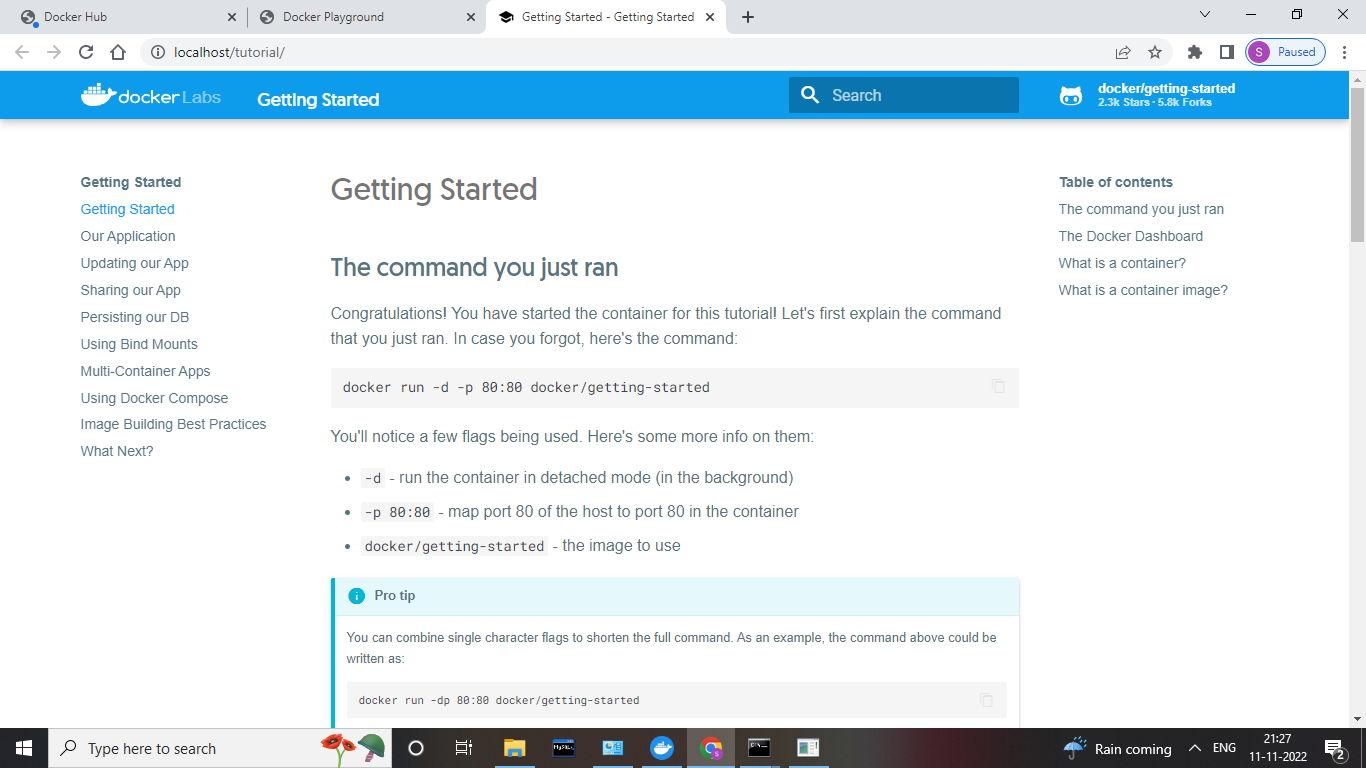 Docker Hub
Docker Playground
Getting Started - Getting Started
localhost/tutorial/
S
Paused
docker Labs
Getting Started
Search
docker/getting-started
2.3k Stars · 5.8k Forks
Getting Started
Getting Started
Our Application
Updating our App
Sharing our App
Persisting our DB
Using Bind Mounts
Multi-Container Apps
Using Docker Compose
Image Building Best Practices
What Next?
Getting Started
The command you just ran
Congratulations! You have started the container for this tutorial! Let's first explain the command
that you just ran. In case you forgot, here's the command:
docker run -d -p 80:80 docker/getting-started
You'll notice a few flags being used. Here's some more info on them:
-d - run the container in detached mode (in the background)
-p 80:80 - map port 80 of the host to port 80 in the container
docker/getting-started - the image to use
Pro tip
You can combine single character flags to shorten the full command. As an example, the command above could be
written as:
docker run -dp 80:80 docker/getting-started
Table of contents
The command you just ran
The Docker Dashboard
What is a container?
What is a container image?
Type here to search
MySQL
S
Rain coming
ENG
21:27
11-11-2022
2